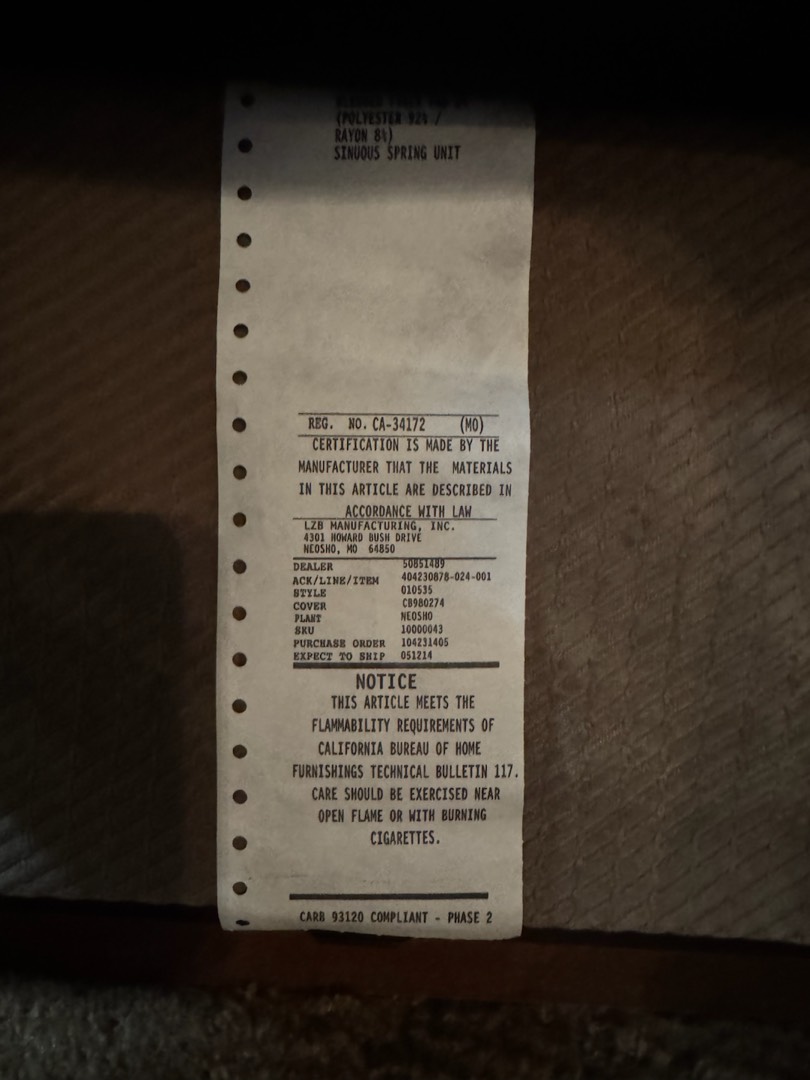 (POLYESTER 92% /
RAYON 8%)
SINUOUS SPRING UNIT
REG. NO. CA-34172 (MO)
CERTIFICATION IS MADE BY THE
MANUFACTURER THAT THE MATERIALS
IN THIS ARTICLE ARE DESCRIBED IN
ACCORDANCE WITH LAW
LZB MANUFACTURING, INC.
4301 HOWARD BUSH DRIVE
NEOSHO, MO 64850
DEALER 50851489
ACK/LINE/ITEM 404230878-024-001
STYLE 010535
COVER CB980274
PLANT NEOSHO
SKU 10000043
PURCHASE ORDER 104231405
EXPECT TO SHIP 051214
NOTICE
THIS ARTICLE MEETS THE
FLAMMABILITY REQUIREMENTS OF
CALIFORNIA BUREAU OF HOME
FURNISHINGS TECHNICAL BULLETIN 117.
CARE SHOULD BE EXERCISED NEAR
OPEN FLAME OR WITH BURNING
CIGARETTES.
CARB 93120 COMPLIANT - PHASE 2